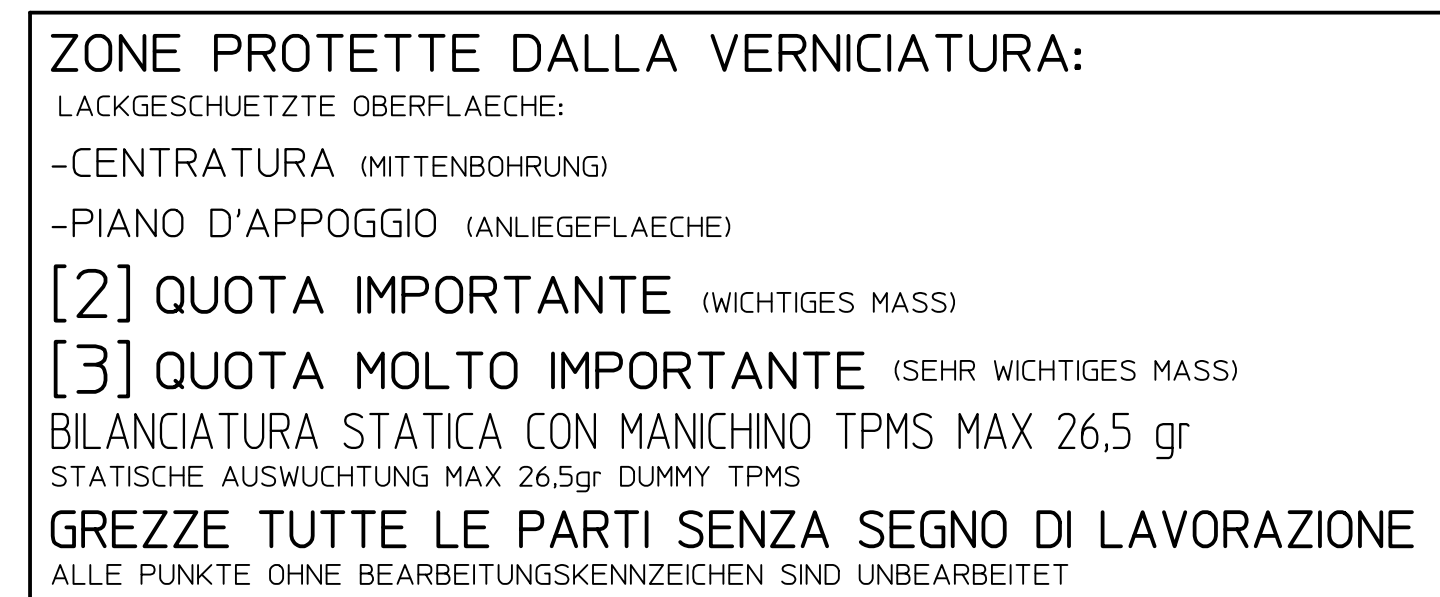 ZONE PROTETTE DALLA VERNICIATURA:
LACKGESCHUETZTE OBERFLAECHE:
-CENTRATURA (MITTENBOHRUNG)
-PIANO D'APPOGGIO (ANLIEGEFLAECHE)
[2] QUOTA IMPORTANTE (WICHTIGES MASS)
[3] QUOTA MOLTO IMPORTANTE (SEHR WICHTIGES MASS)
BILANCIATURA STATICA CON MANICHINO TPMS MAX 26,5 gr
STATISCHE AUSWUCHTUNG MAX 26,5gr DUMMY TPMS
GREZZE TUTTE LE PARTI SENZA SEGNO DI LAVORAZIONE
ALLE PUNKTE OHNE BEARBEITUNGSKENNZEICHEN SIND UNBEARBEITET